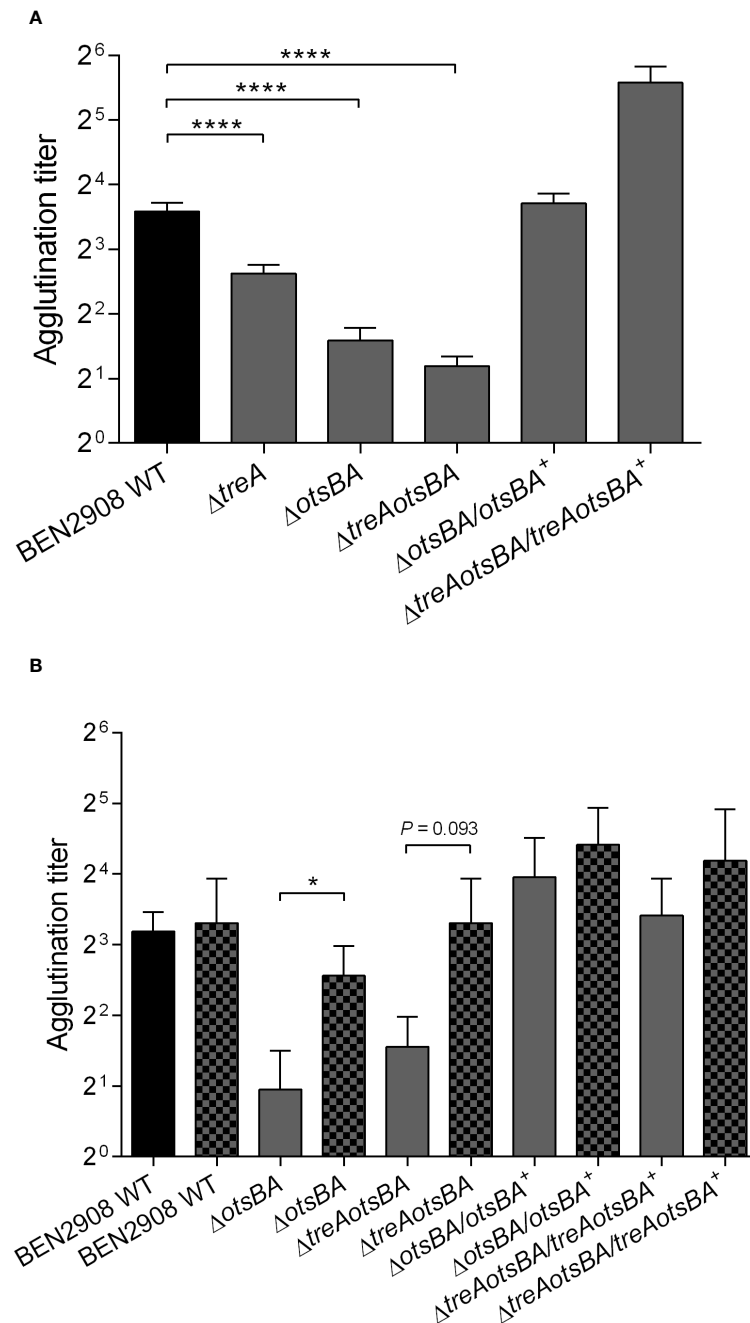 A
Agglutination titer
2⁶
2⁵
2⁴
2³
2²
2¹
2⁰
****
****
****
BEN2908 WT
ΔtreA
ΔotsBA
ΔtreAotsBA
ΔotsBA/otsBA⁺
ΔtreAotsBA/treAotsBA⁺
B
Agglutination titer
2⁶
2⁵
2⁴
2³
2²
2¹
2⁰
*
P = 0.093
BEN2908 WT
BEN2908 WT
ΔotsBA
ΔotsBA
ΔtreAotsBA
ΔtreAotsBA
ΔotsBA/otsBA⁺
ΔotsBA/otsBA⁺
ΔtreAotsBA/treAotsBA⁺
ΔtreAotsBA/treAotsBA⁺